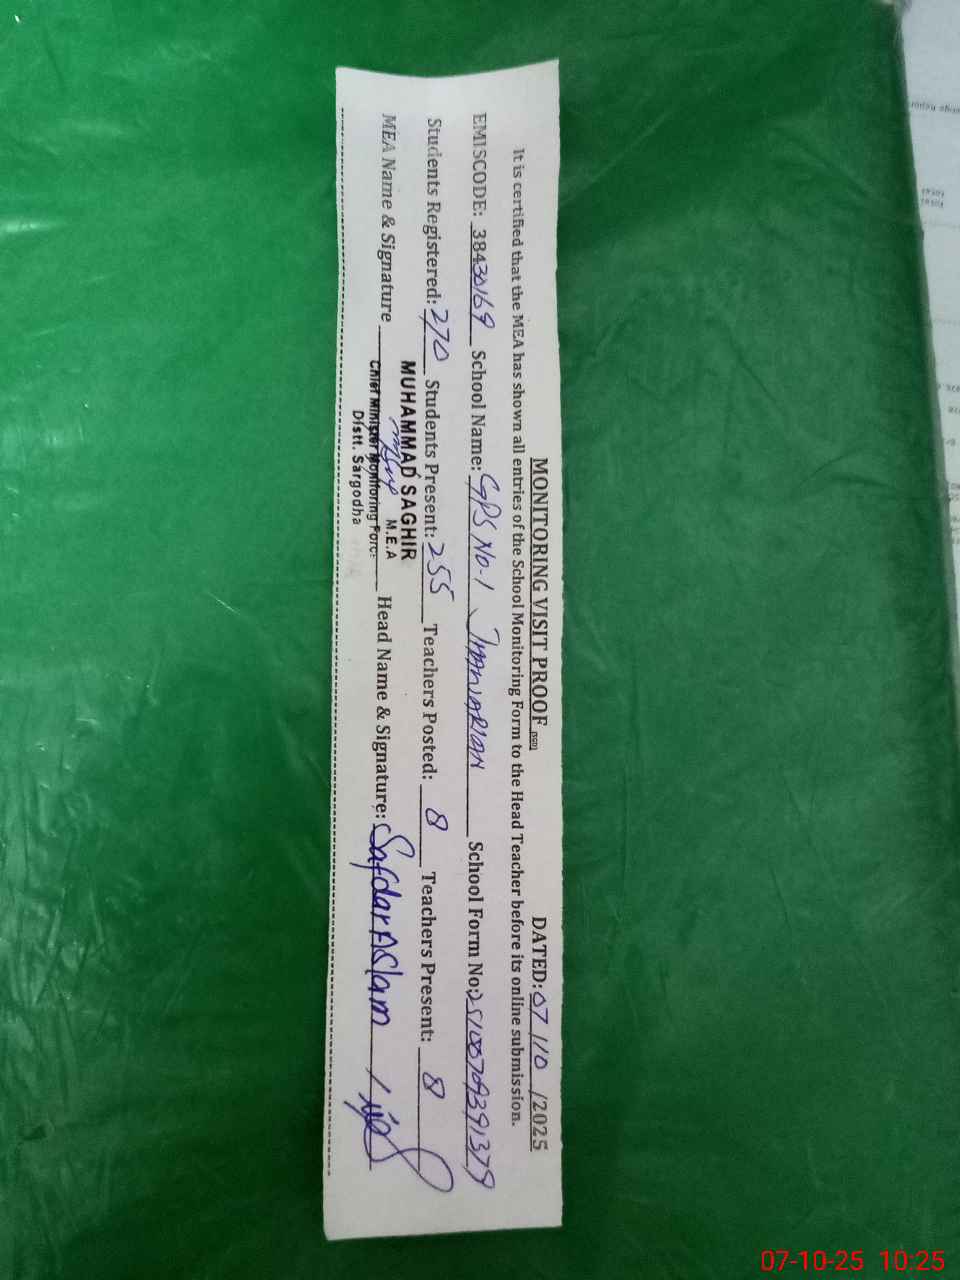 MONITORING VISIT PROOF (SGD) DATED: 07/10/2025
It is certified that the MEA has shown all entries of the School Monitoring Form to the Head Teacher before its online submission.
EMISCODE: 38430169 School Name: GPS No.1 School Form No: 25100709391379
Students Registered: 270 Students Present: 255 Teachers Posted: 8 Teachers Present: 8
MEA Name & Signature Head Name & Signature: Safdar Aslam
MUHAMMAD SAGHIR
M.E.A
Chief Minister Monitoring Force
Distt. Sargodha
07-10-25 10:25